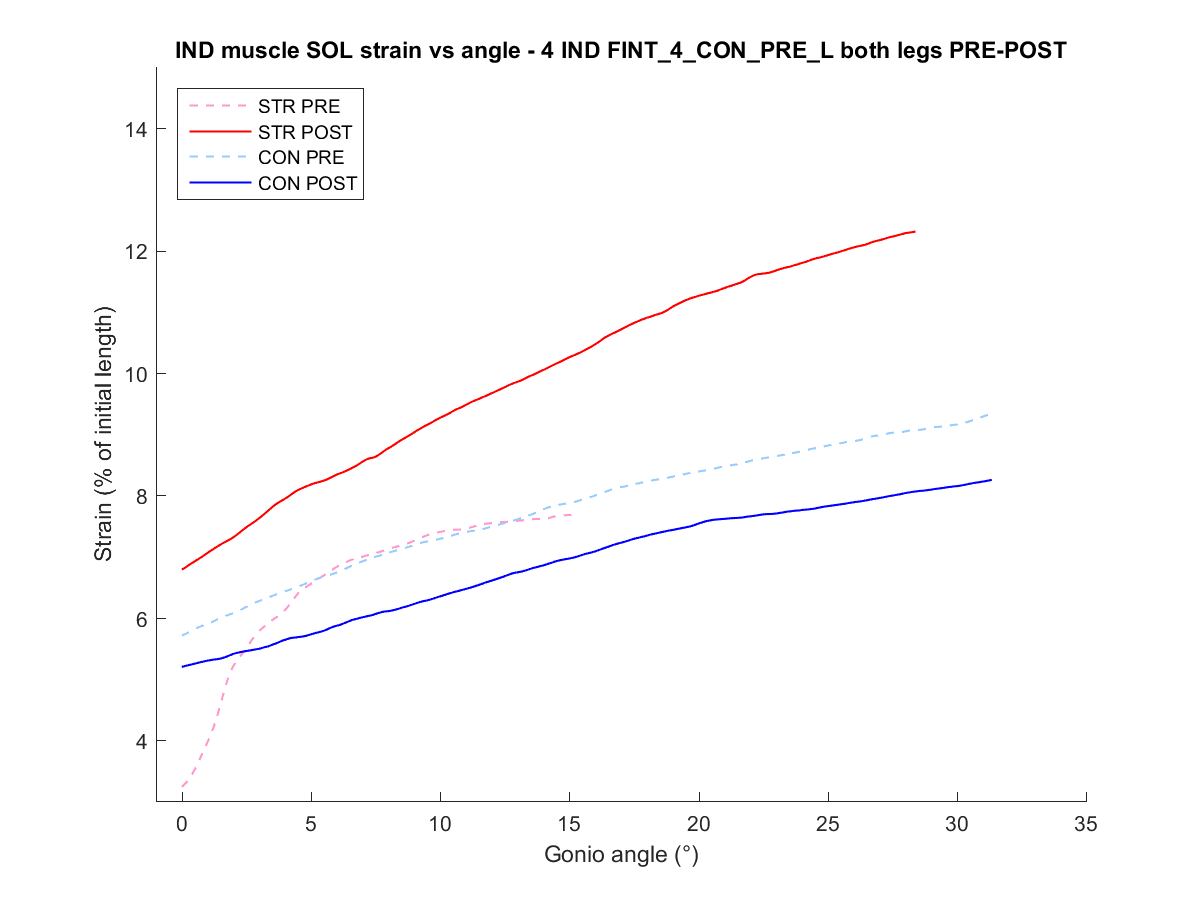 IND muscle SOL strain vs angle - 4 IND FINT_4_CON_PRE_L both legs PRE-POST
STR PRE
STR POST
CON PRE
CON POST
14
12
10
8
6
4
Strain (% of initial length)
0 5 10 15 20 25 30 35
Gonio angle (°)